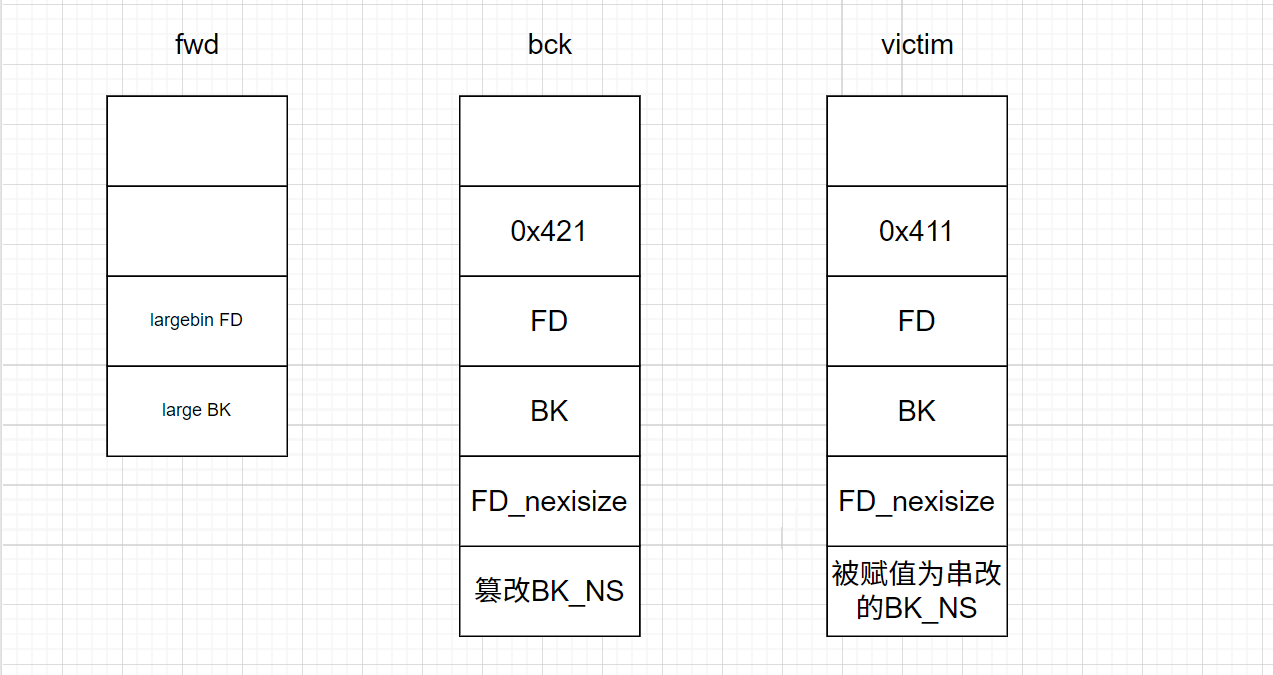 fwd
bck
victim
0x421
0x411
largebin FD
FD
FD
large BK
BK
BK
FD_nexisize
FD_nexisize
篡改BK_NS
被赋值为串改
的BK_NS